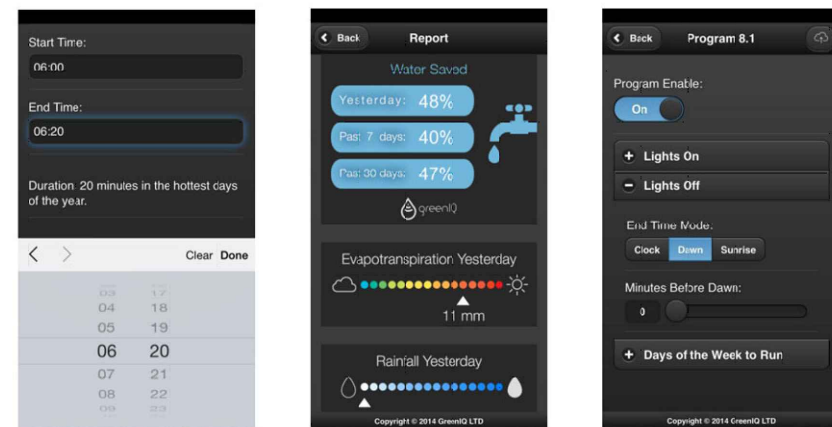 Start Time:
06:00
End Time:
06:20
Duration 20 minutes in the hottest days
of the year.
Clear Done
03 17
04 18
05 19
06 20
07 21
08 22
09 23
Back Report
Water Saved
Yesterday: 48%
Past 7 days: 40%
Past 30 days: 47%
greenIQ
Evapotranspiration Yesterday
11 mm
Rainfall Yesterday
Copyright © 2014 GreenIQ LTD
Back Program 8.1
Program Enable:
On
+ Lights On
- Lights Off
End Time Mode:
Clock Dawn Sunrise
Minutes Before Dawn:
0
+ Days of the Week to Run
Copyright © 2014 GreenIQ LTD